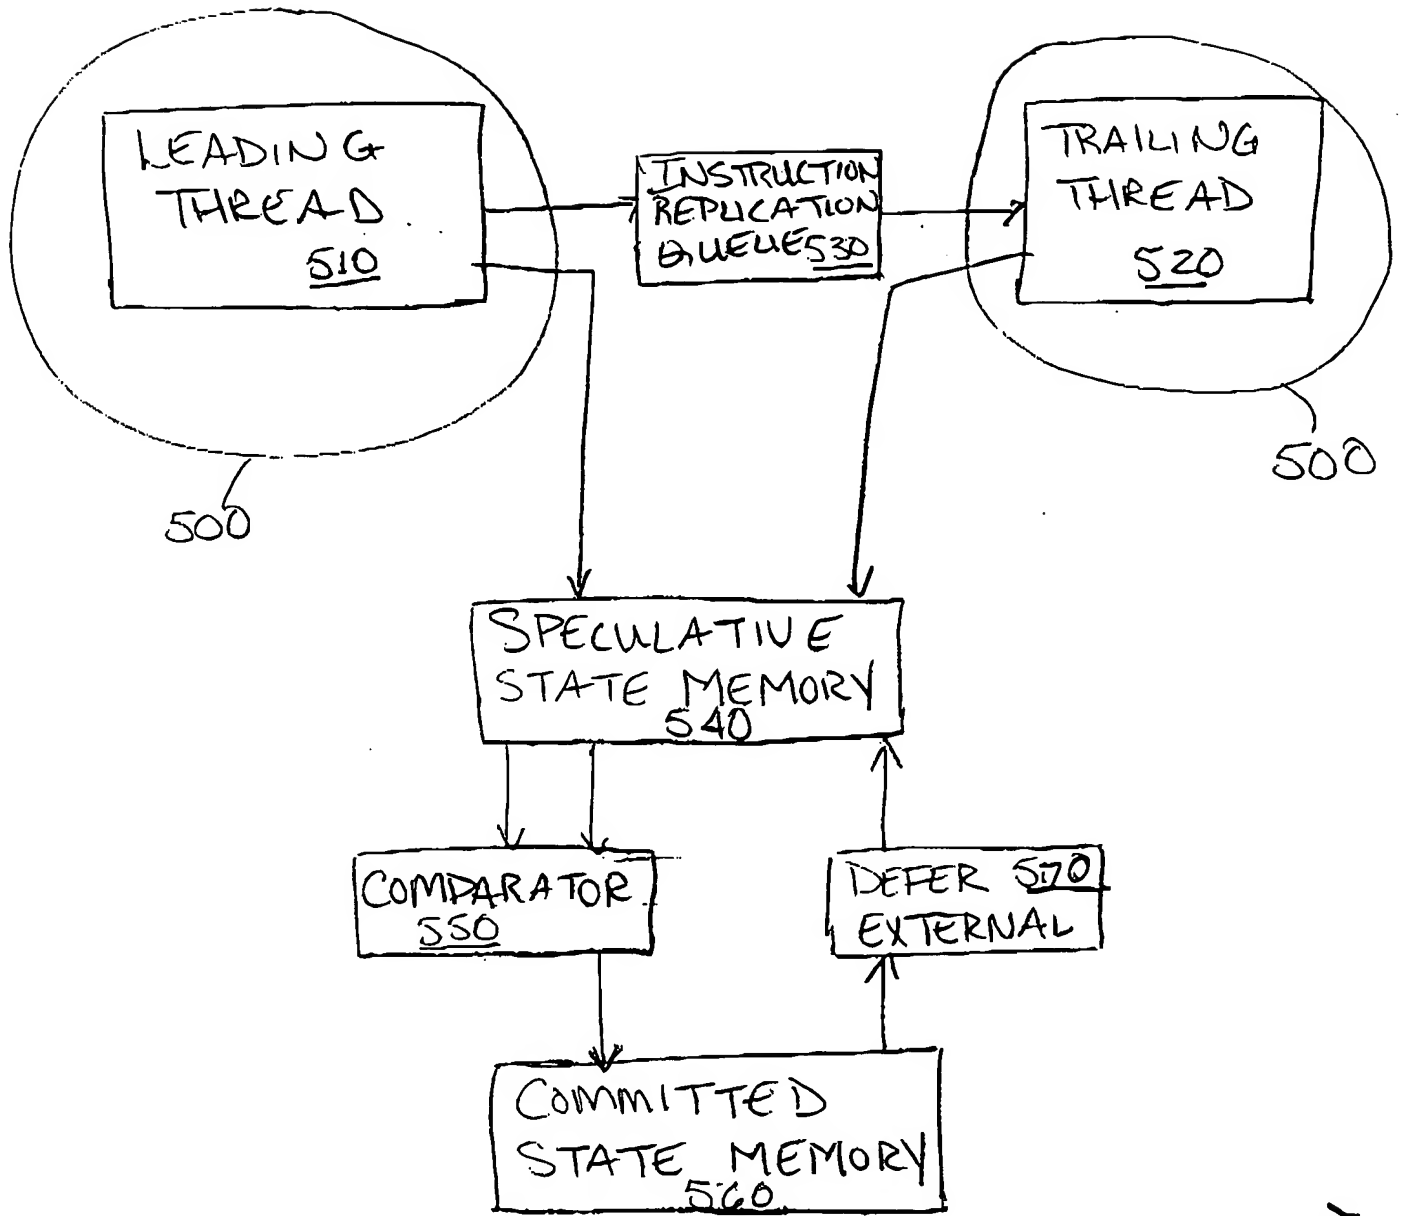 LEADING
THREAD
510
INSTRUCTION
REPLICATION
QUEUE 530
TRAILING
THREAD
520
500
500
SPECULATIVE
STATE MEMORY
540
COMPARATOR
550
DEFER 570
EXTERNAL
COMMITTED
STATE MEMORY
560